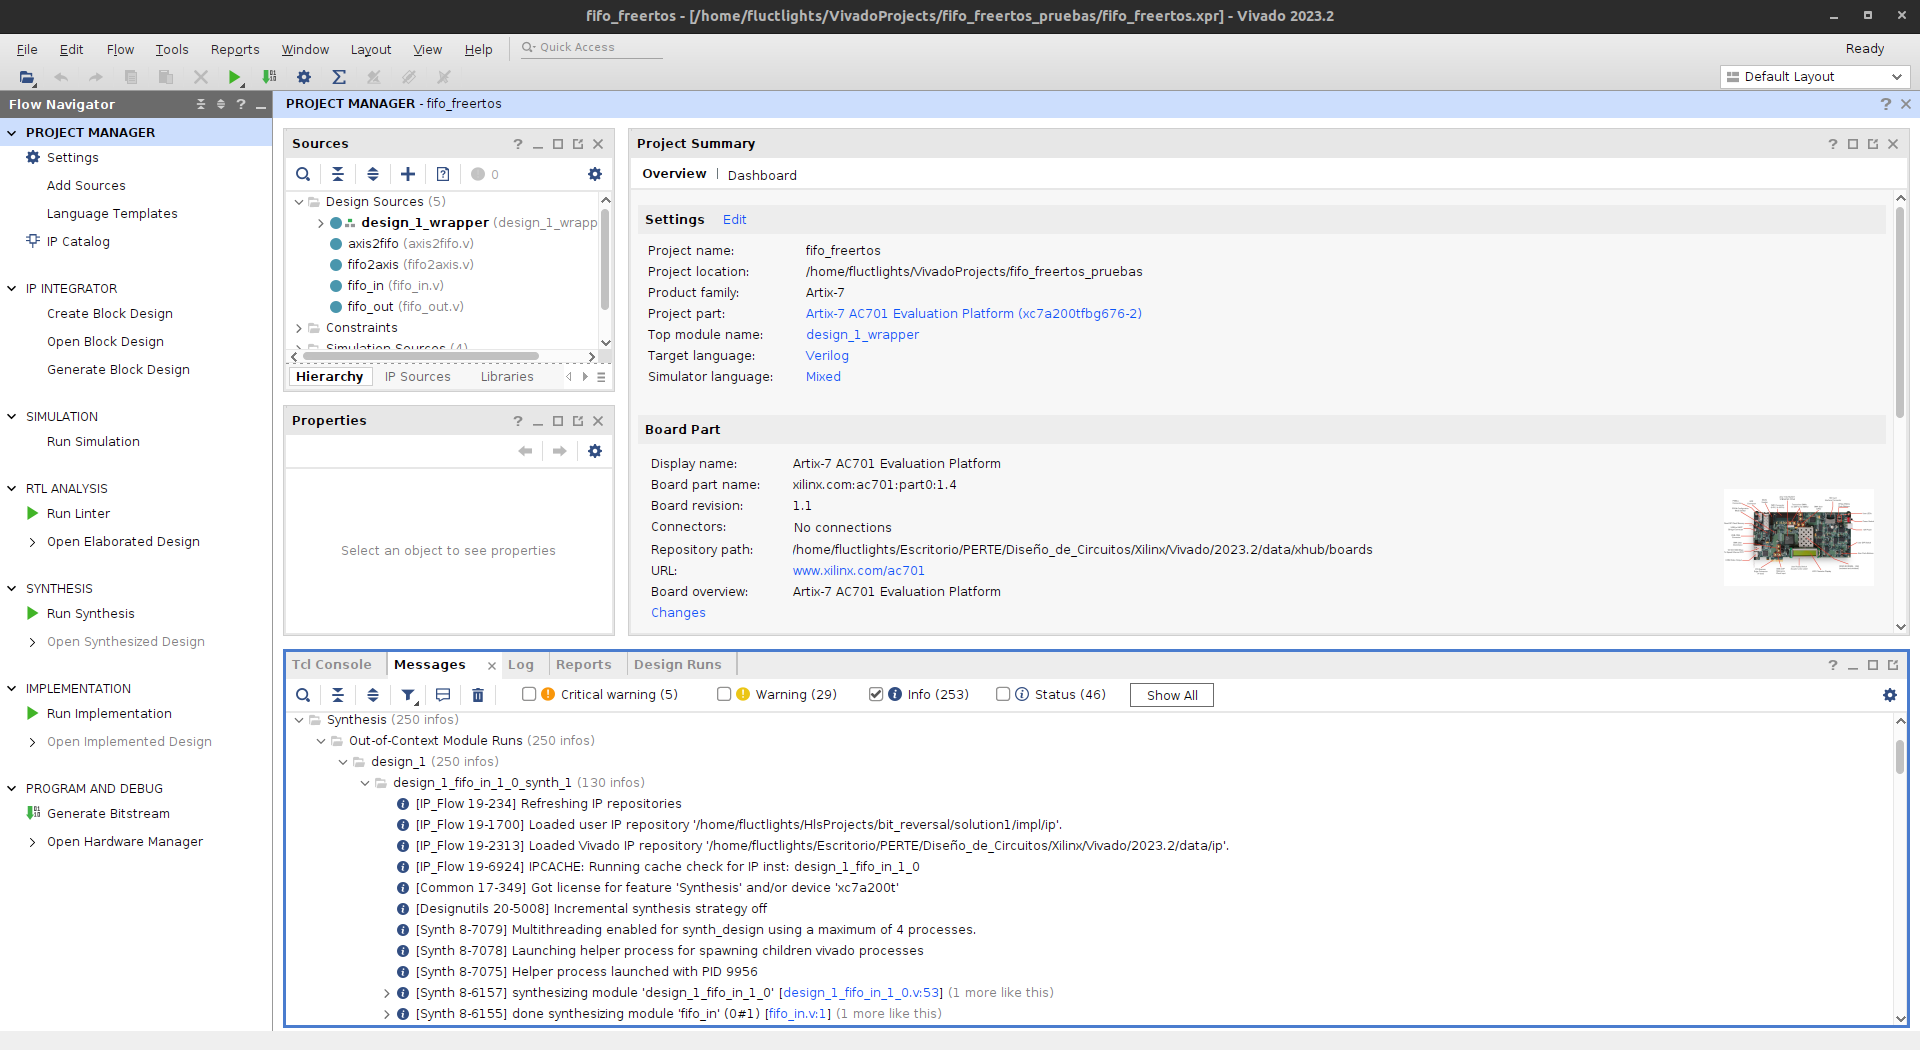 fifo_freertos - [/home/fluctlights/VivadoProjects/fifo_freertos_pruebas/fifo_freertos.xpr] - Vivado 2023.2
File Edit Flow Tools Reports Window Layout View Help Quick Access Ready
Default Layout
Flow Navigator
PROJECT MANAGER
Settings
Add Sources
Language Templates
IP Catalog
IP INTEGRATOR
Create Block Design
Open Block Design
Generate Block Design
SIMULATION
Run Simulation
RTL ANALYSIS
Run Linter
Open Elaborated Design
SYNTHESIS
Run Synthesis
Open Synthesized Design
IMPLEMENTATION
Run Implementation
Open Implemented Design
PROGRAM AND DEBUG
Generate Bitstream
Open Hardware Manager
PROJECT MANAGER - fifo_freertos
Sources
0
Design Sources (5)
design_1_wrapper (design_1_wrapp
axis2fifo (axis2fifo.v)
fifo2axis (fifo2axis.v)
fifo_in (fifo_in.v)
fifo_out (fifo_out.v)
Constraints
Simulation Sources (4)
Hierarchy IP Sources Libraries
Properties
Select an object to see properties
Project Summary
Overview | Dashboard
Settings Edit
Project name: fifo_freertos
Project location: /home/fluctlights/VivadoProjects/fifo_freertos_pruebas
Product family: Artix-7
Project part: Artix-7 AC701 Evaluation Platform (xc7a200tfbg676-2)
Top module name: design_1_wrapper
Target language: Verilog
Simulator language: Mixed
Board Part
Display name: Artix-7 AC701 Evaluation Platform
Board part name: xilinx.com:ac701:part0:1.4
Board revision: 1.1
Connectors: No connections
Repository path: /home/fluctlights/Escritorio/PERTE/Diseño_de_Circuitos/Xilinx/Vivado/2023.2/data/xhub/boards
URL: www.xilinx.com/ac701
Board overview: Artix-7 AC701 Evaluation Platform
Changes
Tcl Console Messages Log Reports Design Runs
Critical warning (5) Warning (29) Info (253) Status (46) Show All
Synthesis (250 infos)
Out-of-Context Module Runs (250 infos)
design_1 (250 infos)
design_1_fifo_in_1_0_synth_1 (130 infos)
[IP_Flow 19-234] Refreshing IP repositories
[IP_Flow 19-1700] Loaded user IP repository '/home/fluctlights/HlsProjects/bit_reversal/solution1/impl/ip'.
[IP_Flow 19-2313] Loaded Vivado IP repository '/home/fluctlights/Escritorio/PERTE/Diseño_de_Circuitos/Xilinx/Vivado/2023.2/data/ip'.
[IP_Flow 19-6924] IPCACHE: Running cache check for IP inst: design_1_fifo_in_1_0
[Common 17-349] Got license for feature 'Synthesis' and/or device 'xc7a200t'
[Designutils 20-5008] Incremental synthesis strategy off
[Synth 8-7079] Multithreading enabled for synth_design using a maximum of 4 processes.
[Synth 8-7078] Launching helper process for spawning children vivado processes
[Synth 8-7075] Helper process launched with PID 9956
[Synth 8-6157] synthesizing module 'design_1_fifo_in_1_0' [design_1_fifo_in_1_0.v:53] (1 more like this)
[Synth 8-6155] done synthesizing module 'fifo_in' (0#1) [fifo_in.v:1] (1 more like this)